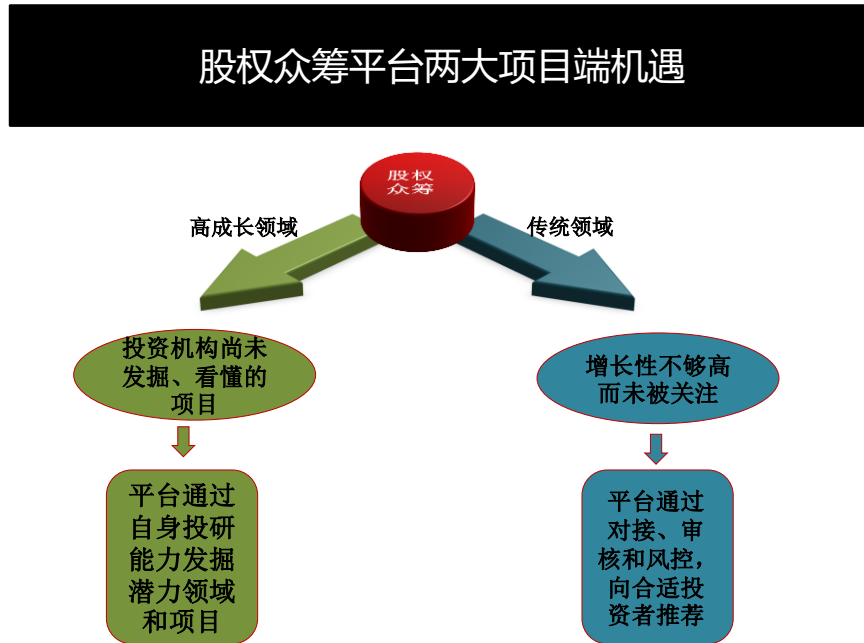 股权众筹平台两大项目端机遇
股权
众筹
高成长领域
传统领域
投资机构尚未
发掘、看懂的
项目
增长性不够高
而未被关注
平台通过
自身投研
能力发掘
潜力领域
和项目
平台通过
对接、审
核和风控，
向合适投
资者推荐